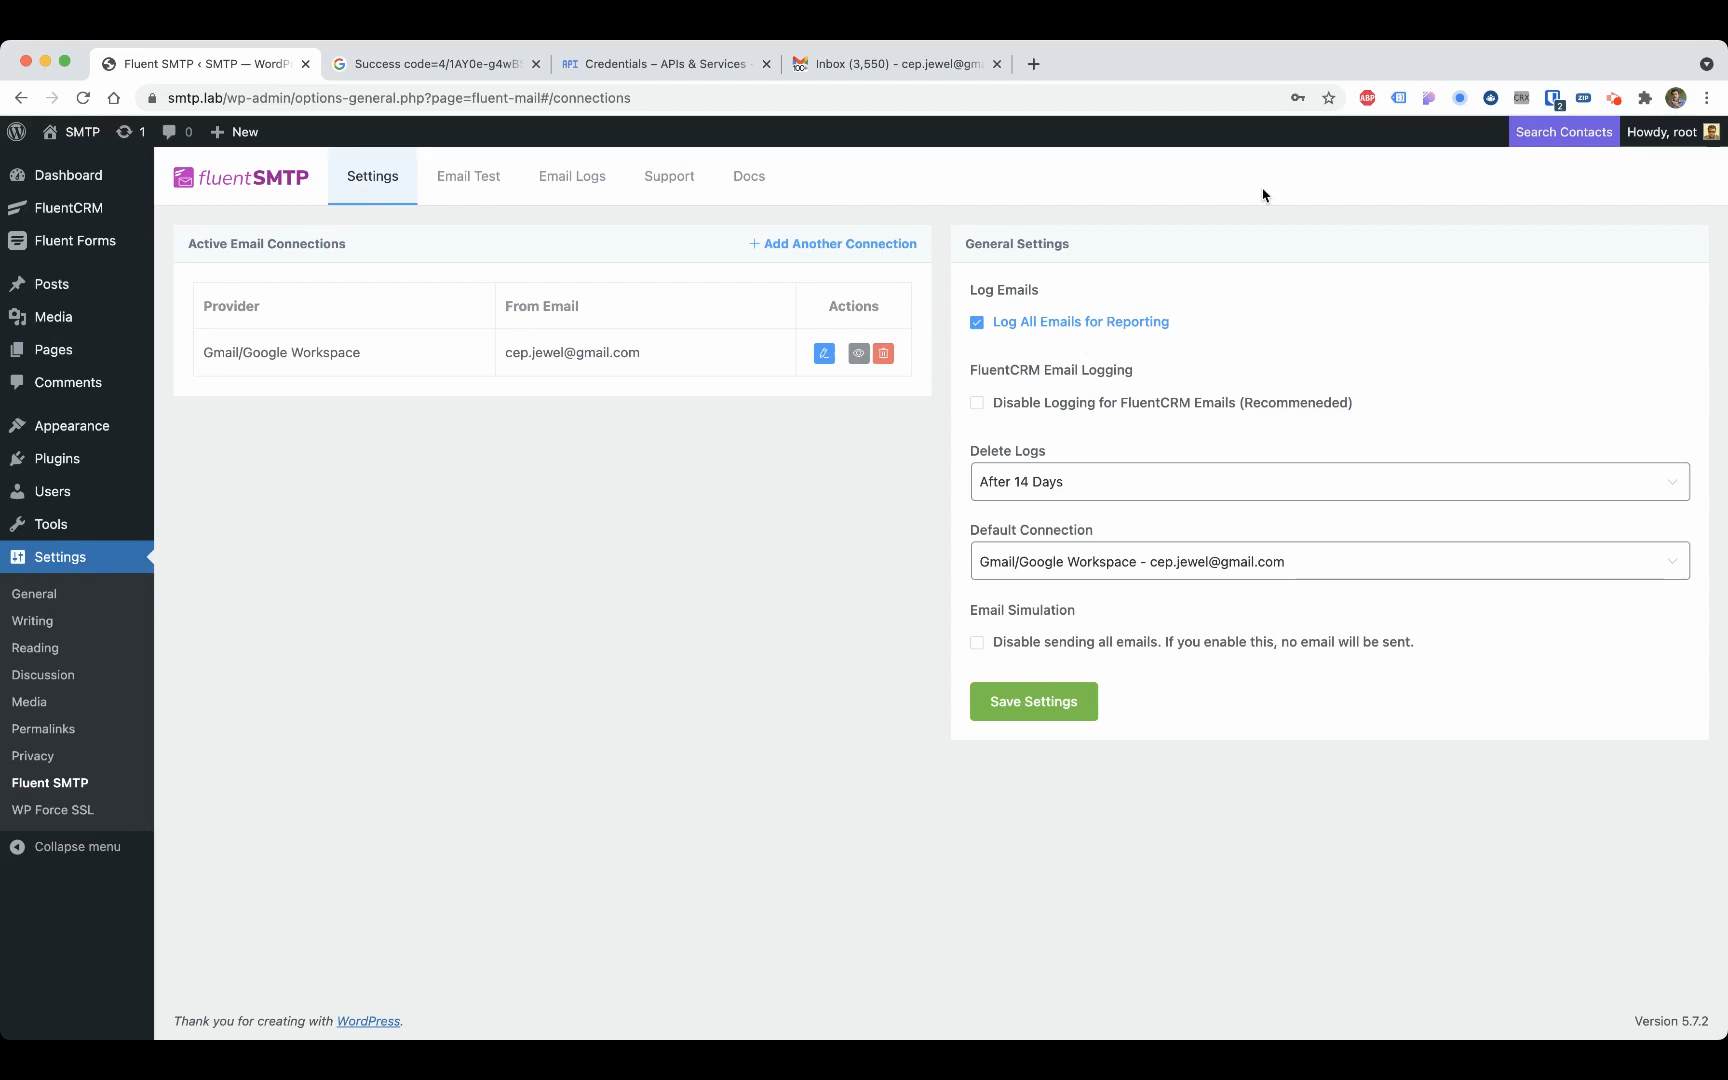 Fluent SMTP ‹ SMTP — WordP
Success code=4/1AY0e-g4wB
API Credentials – APIs & Services
Inbox (3,550) - cep.jewel@gm
smtp.lab/wp-admin/options-general.php?page=fluent-mail#/connections
ABP
CRX
2
ZIP
SMTP
1
0
New
Search Contacts
Howdy, root
Dashboard
FluentCRM
Fluent Forms
Posts
Media
Pages
Comments
Appearance
Plugins
Users
Tools
Settings
General
Writing
Reading
Discussion
Media
Permalinks
Privacy
Fluent SMTP
WP Force SSL
Collapse menu
fluentSMTP
Settings
Email Test
Email Logs
Support
Docs
Active Email Connections
+ Add Another Connection
Provider
From Email
Actions
Gmail/Google Workspace
cep.jewel@gmail.com
General Settings
Log Emails
Log All Emails for Reporting
FluentCRM Email Logging
Disable Logging for FluentCRM Emails (Recommeneded)
Delete Logs
After 14 Days
Default Connection
Gmail/Google Workspace - cep.jewel@gmail.com
Email Simulation
Disable sending all emails. If you enable this, no email will be sent.
Save Settings
Thank you for creating with WordPress.
Version 5.7.2